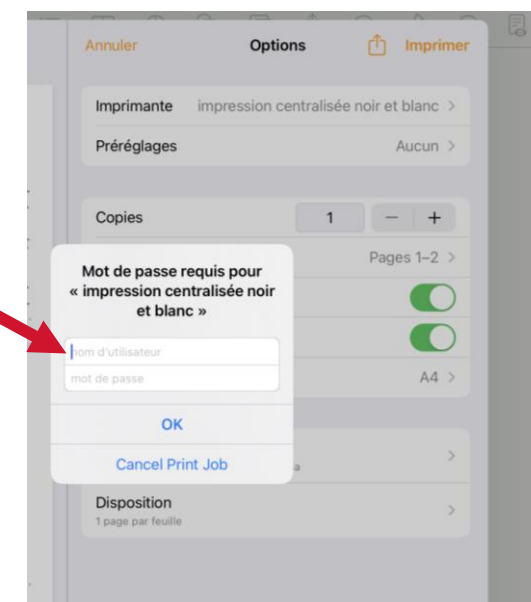 Annuler
Options
Imprimer
Imprimante
impression centralisée noir et blanc
Préréglages
Aucun
Copies
1
− +
Pages 1–2
Mot de passe requis pour
« impression centralisée noir
et blanc »
nom d'utilisateur
mot de passe
A4
OK
Cancel Print Job
a
Disposition
1 page par feuille